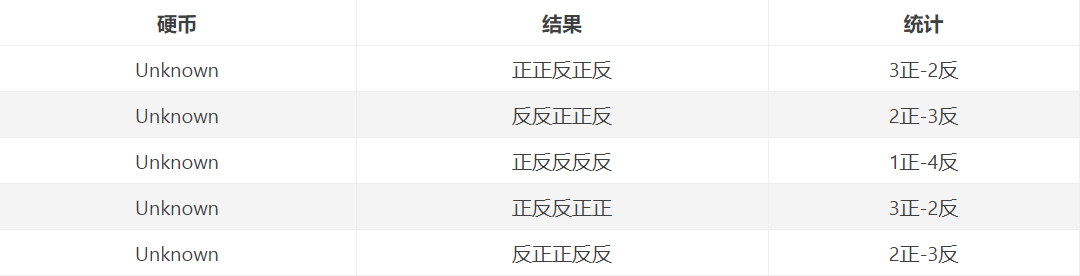 硬币 结果 统计
Unknown 正正反正反 3正-2反
Unknown 反反正正反 2正-3反
Unknown 正反反反反 1正-4反
Unknown 正反反正正 3正-2反
Unknown 反正正反反 2正-3反